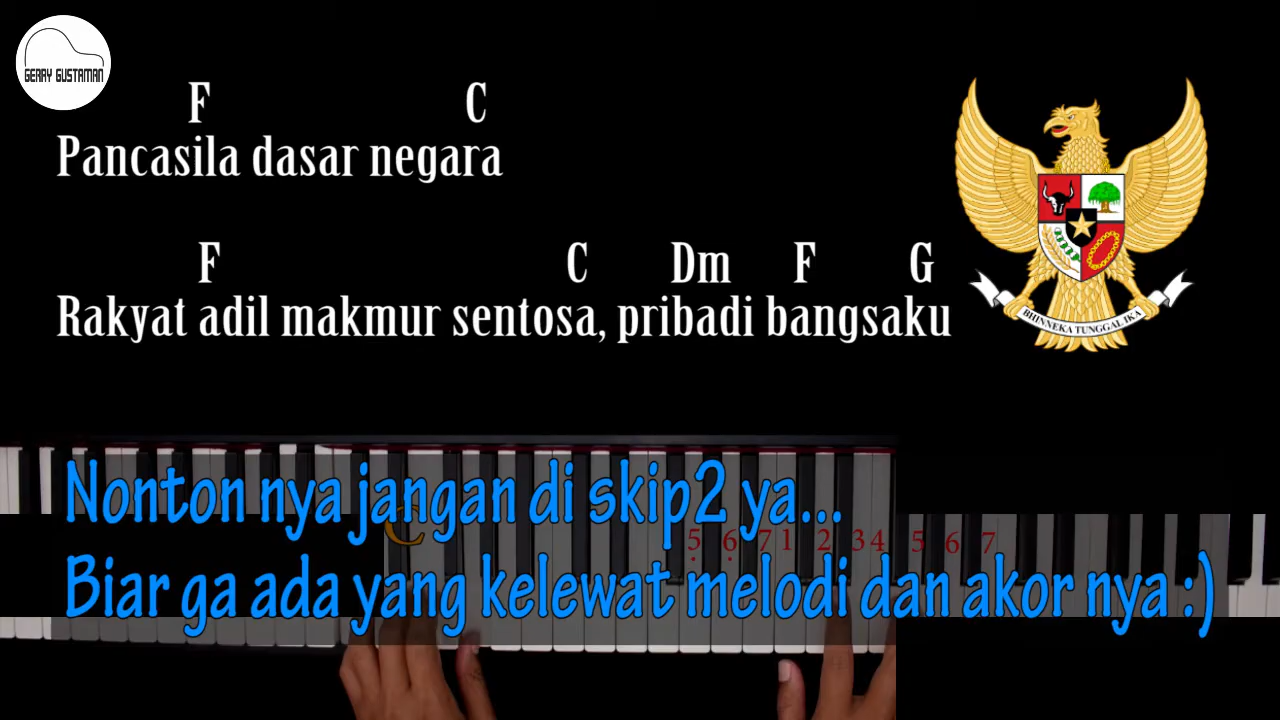 GERRY GUSTAMAN
F C
Pancasila dasar negara
F C Dm F G
Rakyat adil makmur sentosa, pribadi bangsaku
BHINNEKA TUNGGAL IKA
Nonton nya jangan di skip2 ya...
C 5 6 7 1 2 3 4 5 6 7
Biar ga ada yang kelewat melodi dan akor nya :)